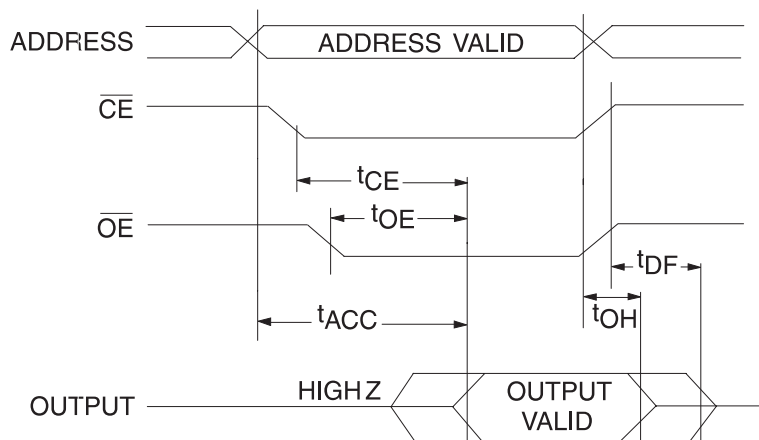 ADDRESS
ADDRESS VALID
CE
tCE
tOE
OE
tDF
tACC
tOH
HIGH Z
OUTPUT
OUTPUT
VALID